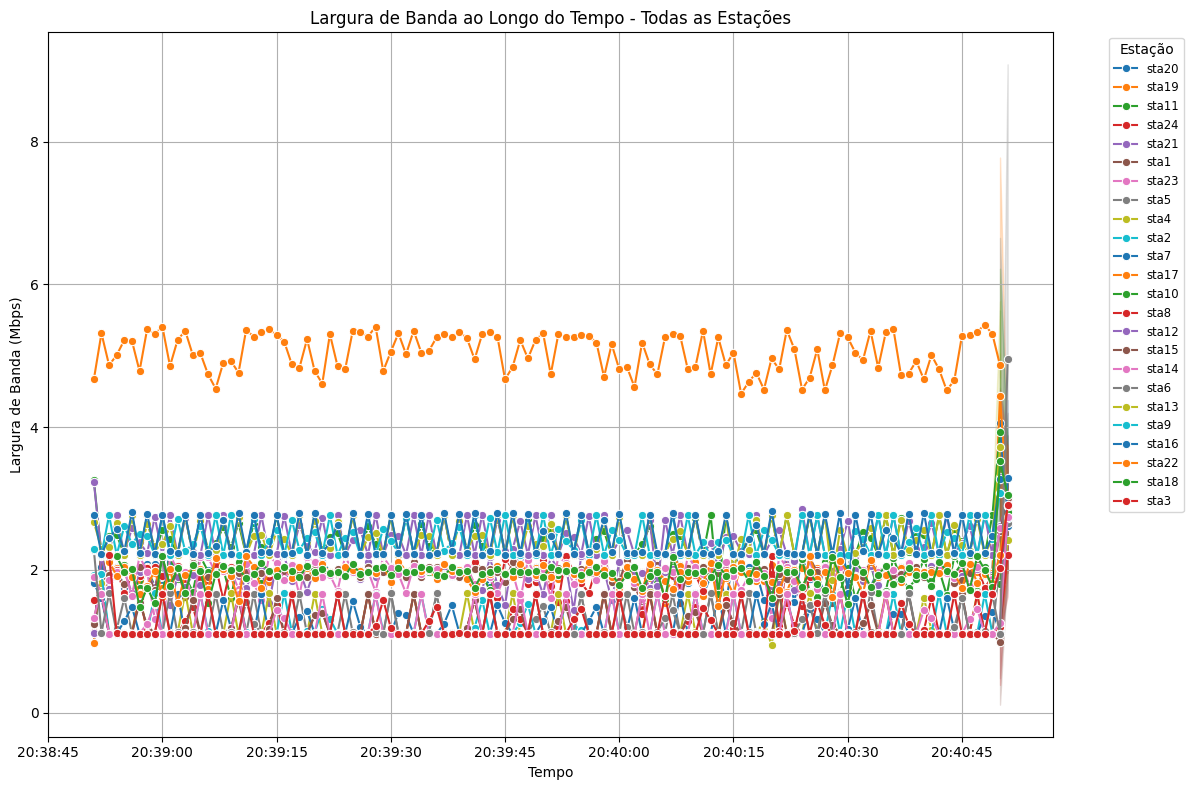 Largura de Banda ao Longo do Tempo - Todas as Estações
Largura de Banda (Mbps)
8
6
4
2
0
20:38:45
20:39:00
20:39:15
20:39:30
20:39:45
20:40:00
20:40:15
20:40:30
20:40:45
Tempo
Estação
sta20
sta19
sta11
sta24
sta21
sta1
sta23
sta5
sta4
sta2
sta7
sta17
sta10
sta8
sta12
sta15
sta14
sta6
sta13
sta9
sta16
sta22
sta18
sta3